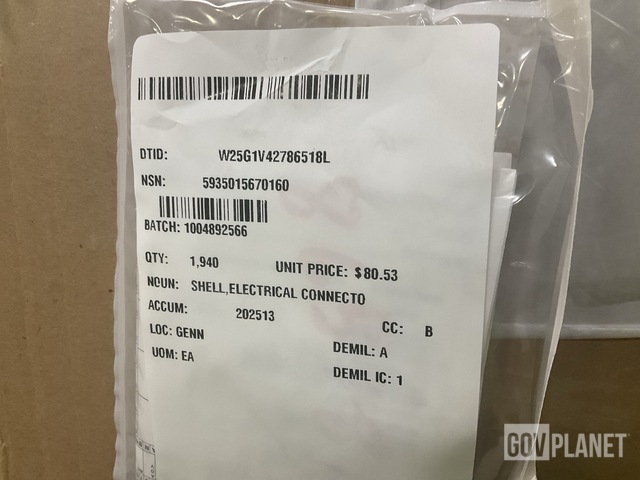 DTID: W25G1V42786518L
NSN: 5935015670160
BATCH: 1004892566
QTY: 1,940 UNIT PRICE: $80.53
NOUN: SHELL,ELECTRICAL CONNECTO
ACCUM: 202513 CC: B
LOC: GENN DEMIL: A
UOM: EA DEMIL IC: 1
GOVPLANET